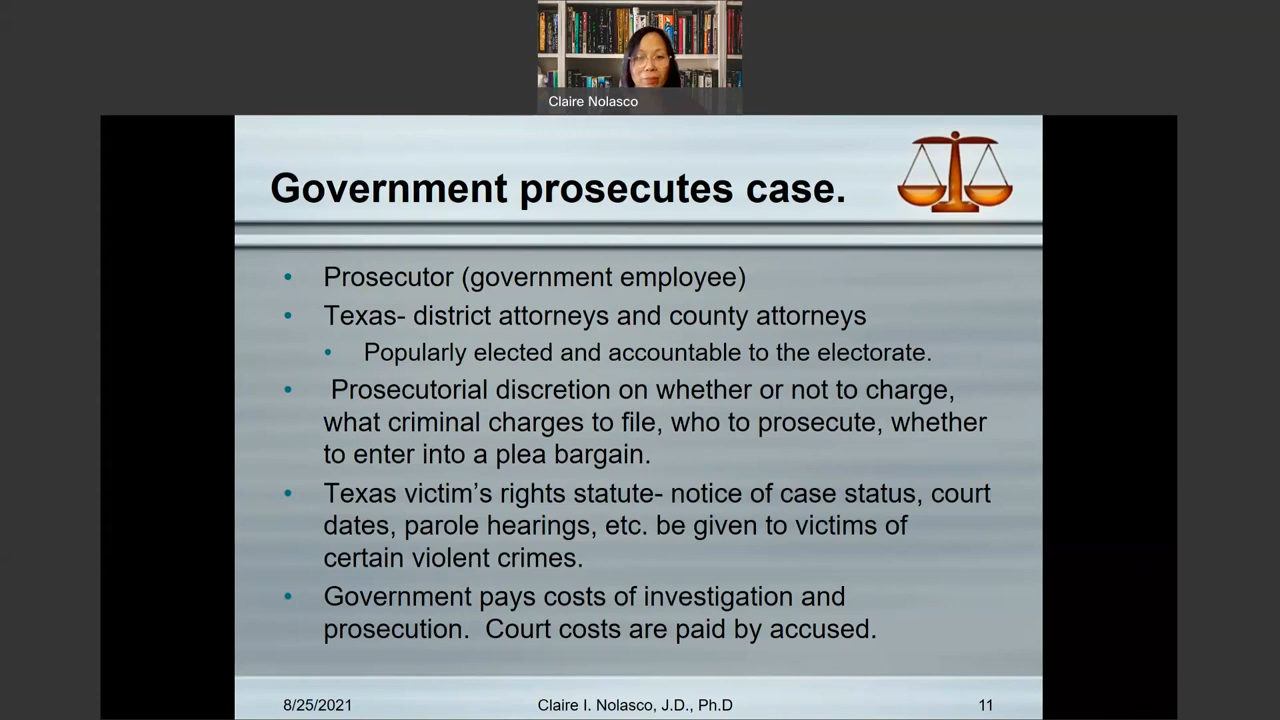 Claire Nolasco
Government prosecutes case.
• Prosecutor (government employee)
• Texas- district attorneys and county attorneys
• Popularly elected and accountable to the electorate.
• Prosecutorial discretion on whether or not to charge,
what criminal charges to file, who to prosecute, whether
to enter into a plea bargain.
• Texas victim's rights statute- notice of case status, court
dates, parole hearings, etc. be given to victims of
certain violent crimes.
• Government pays costs of investigation and
prosecution.  Court costs are paid by accused.
8/25/2021 Claire I. Nolasco, J.D., Ph.D 11